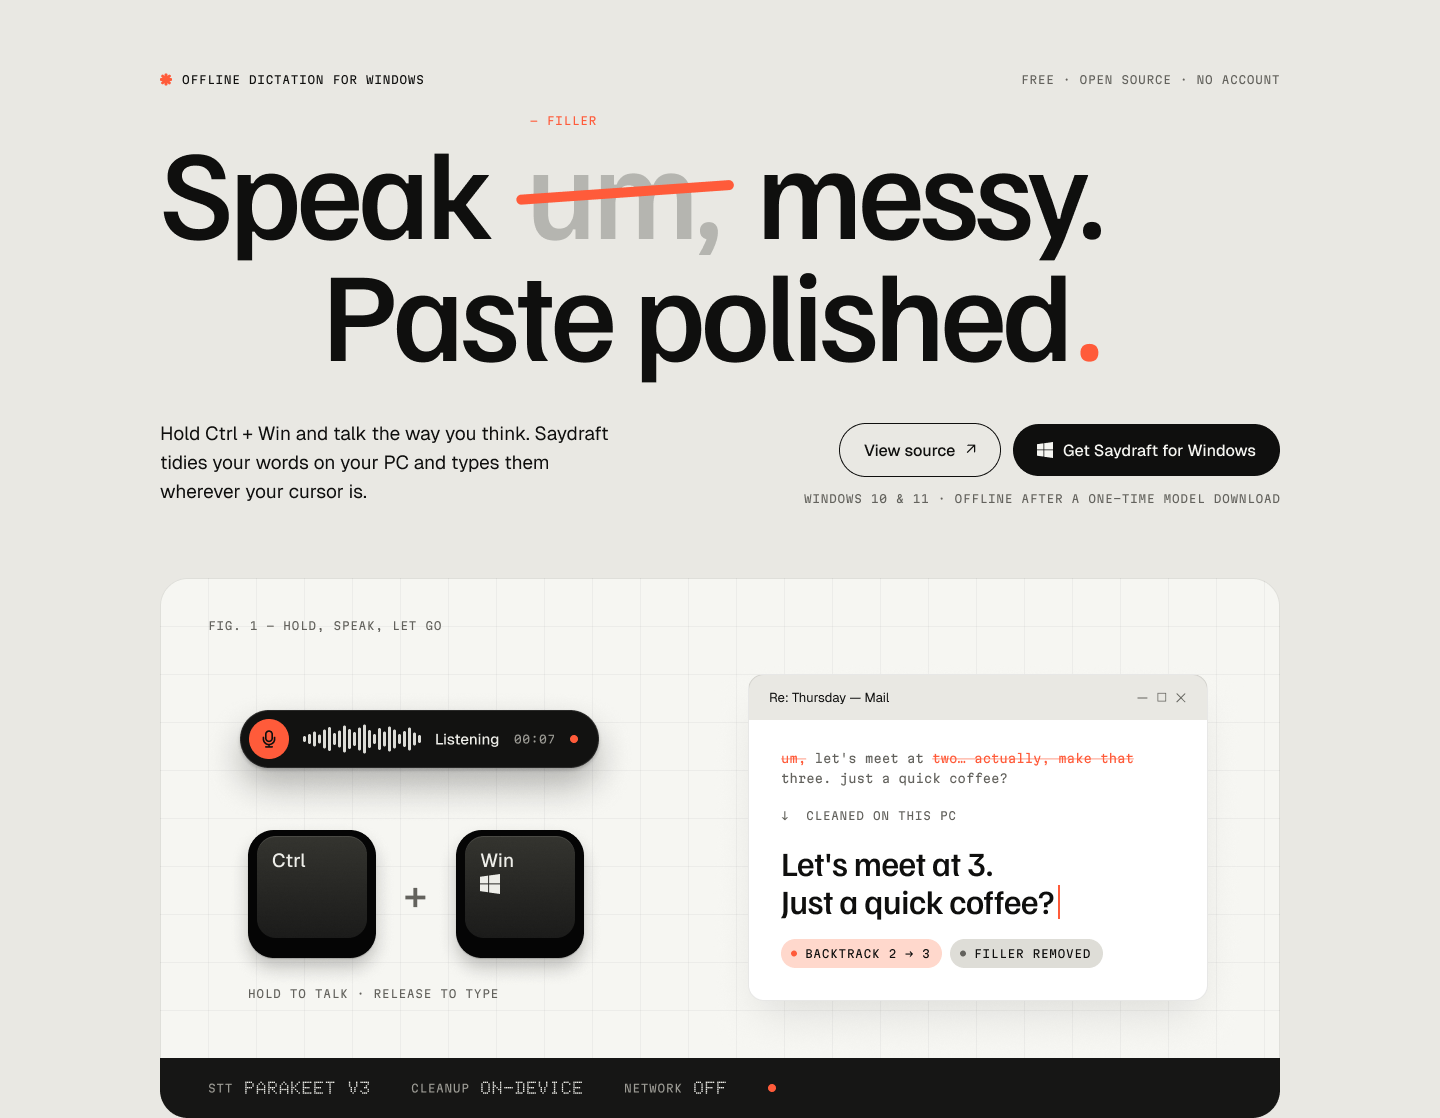 OFFLINE DICTATION FOR WINDOWS
FREE · OPEN SOURCE · NO ACCOUNT
— FILLER
Speak um, messy.
Paste polished.
Hold Ctrl + Win and talk the way you think. Saydraft
tidies your words on your PC and types them
wherever your cursor is.
View source ↗
Get Saydraft for Windows
WINDOWS 10 & 11 · OFFLINE AFTER A ONE-TIME MODEL DOWNLOAD
FIG. 1 — HOLD, SPEAK, LET GO
Re: Thursday — Mail
Listening 00:07
um, let's meet at two… actually, make that
three. just a quick coffee?
↓ CLEANED ON THIS PC
Ctrl + Win
Let's meet at 3.
Just a quick coffee?
BACKTRACK 2 → 3
FILLER REMOVED
HOLD TO TALK · RELEASE TO TYPE
STT PARAKEET V3 CLEANUP ON-DEVICE NETWORK OFF